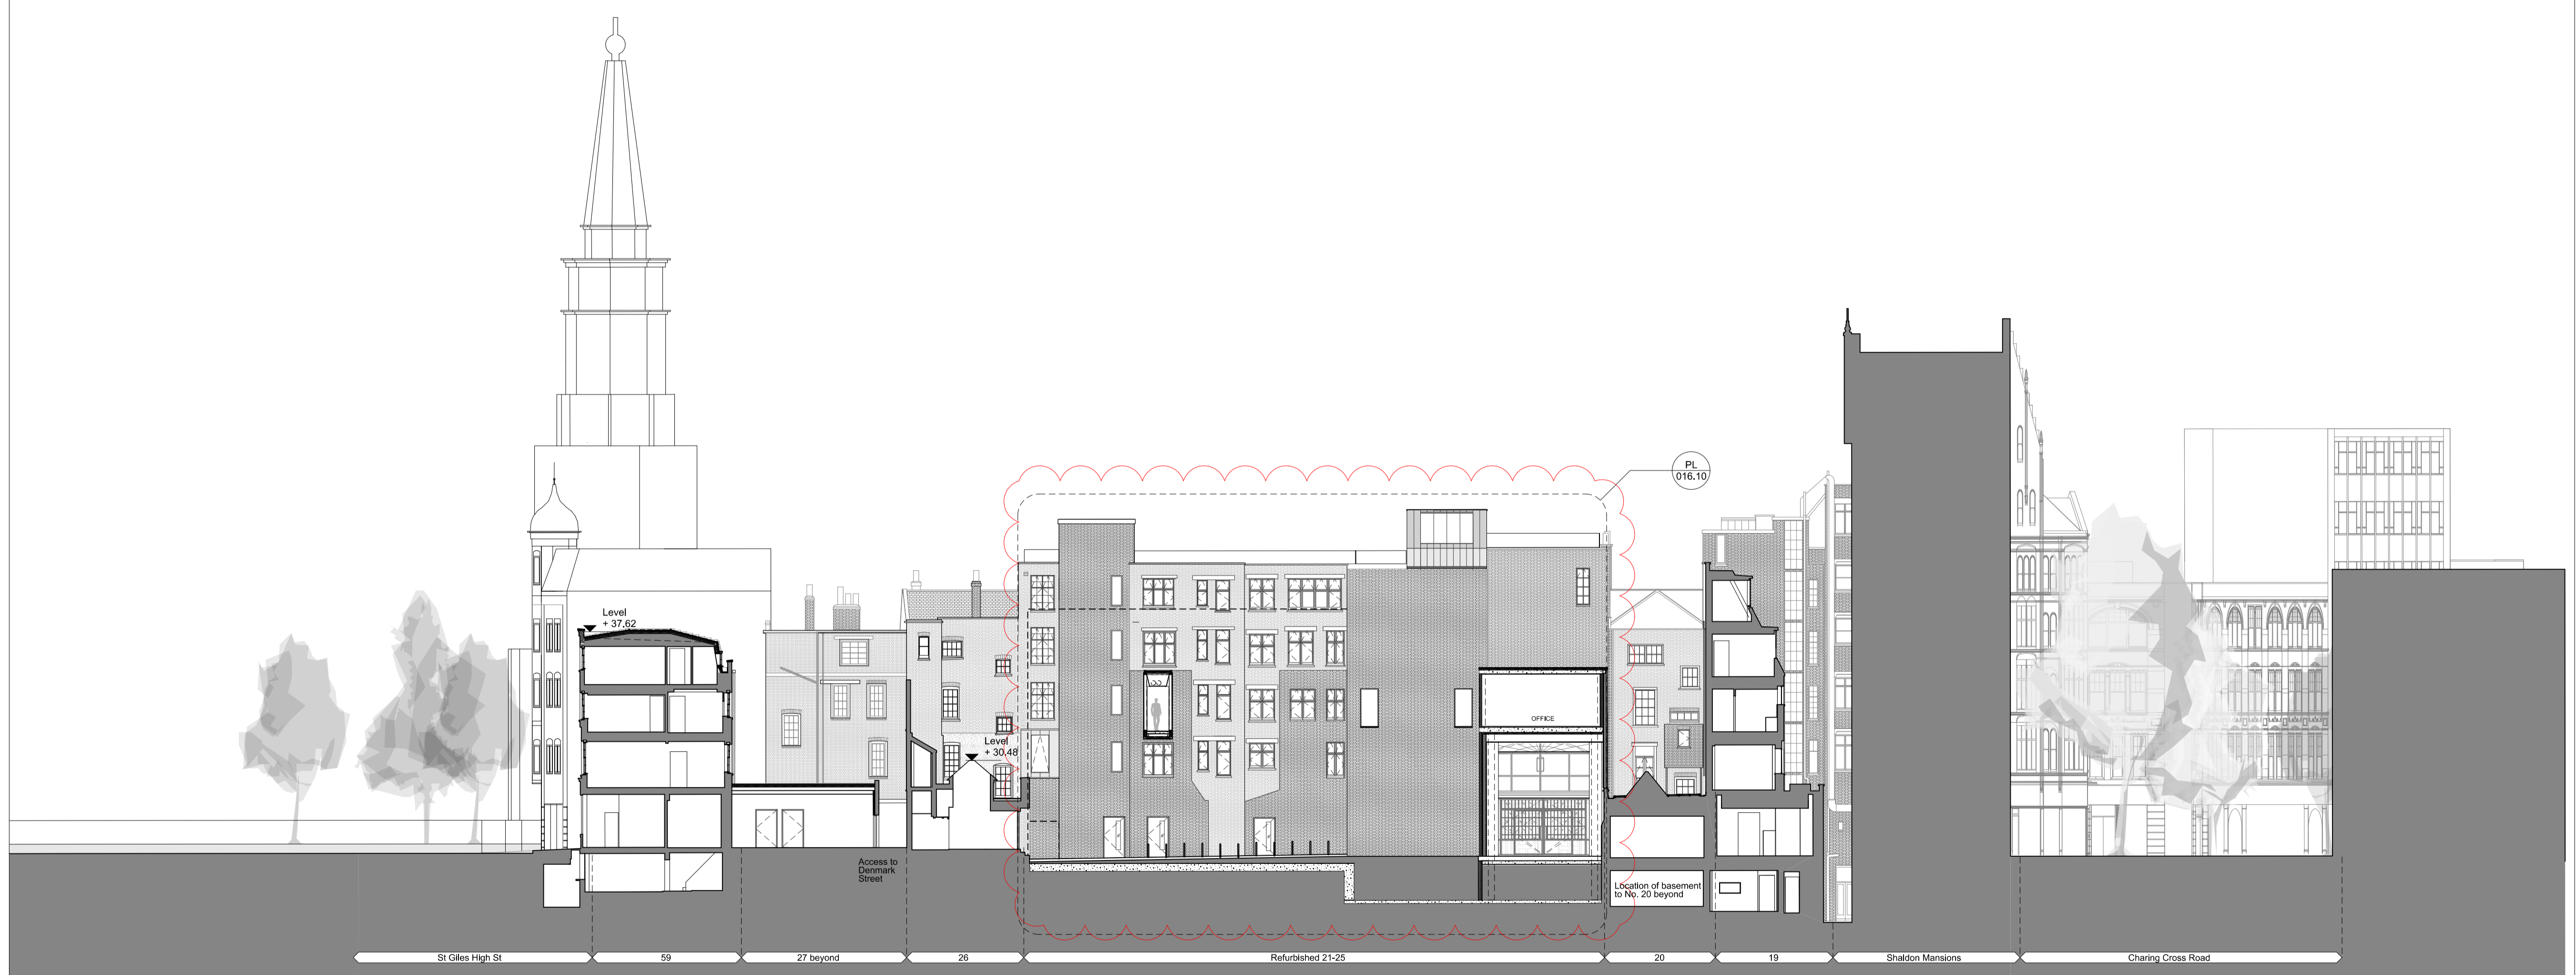 PL
016.10
Level
+ 37,62
Level
+ 30,48
OFFICE
Access to
Denmark
Street
Location of basement
to No. 20 beyond
St Giles High St
59
27 beyond
26
Refurbished 21-25
20
19
Shaldon Mansions
Charing Cross Road